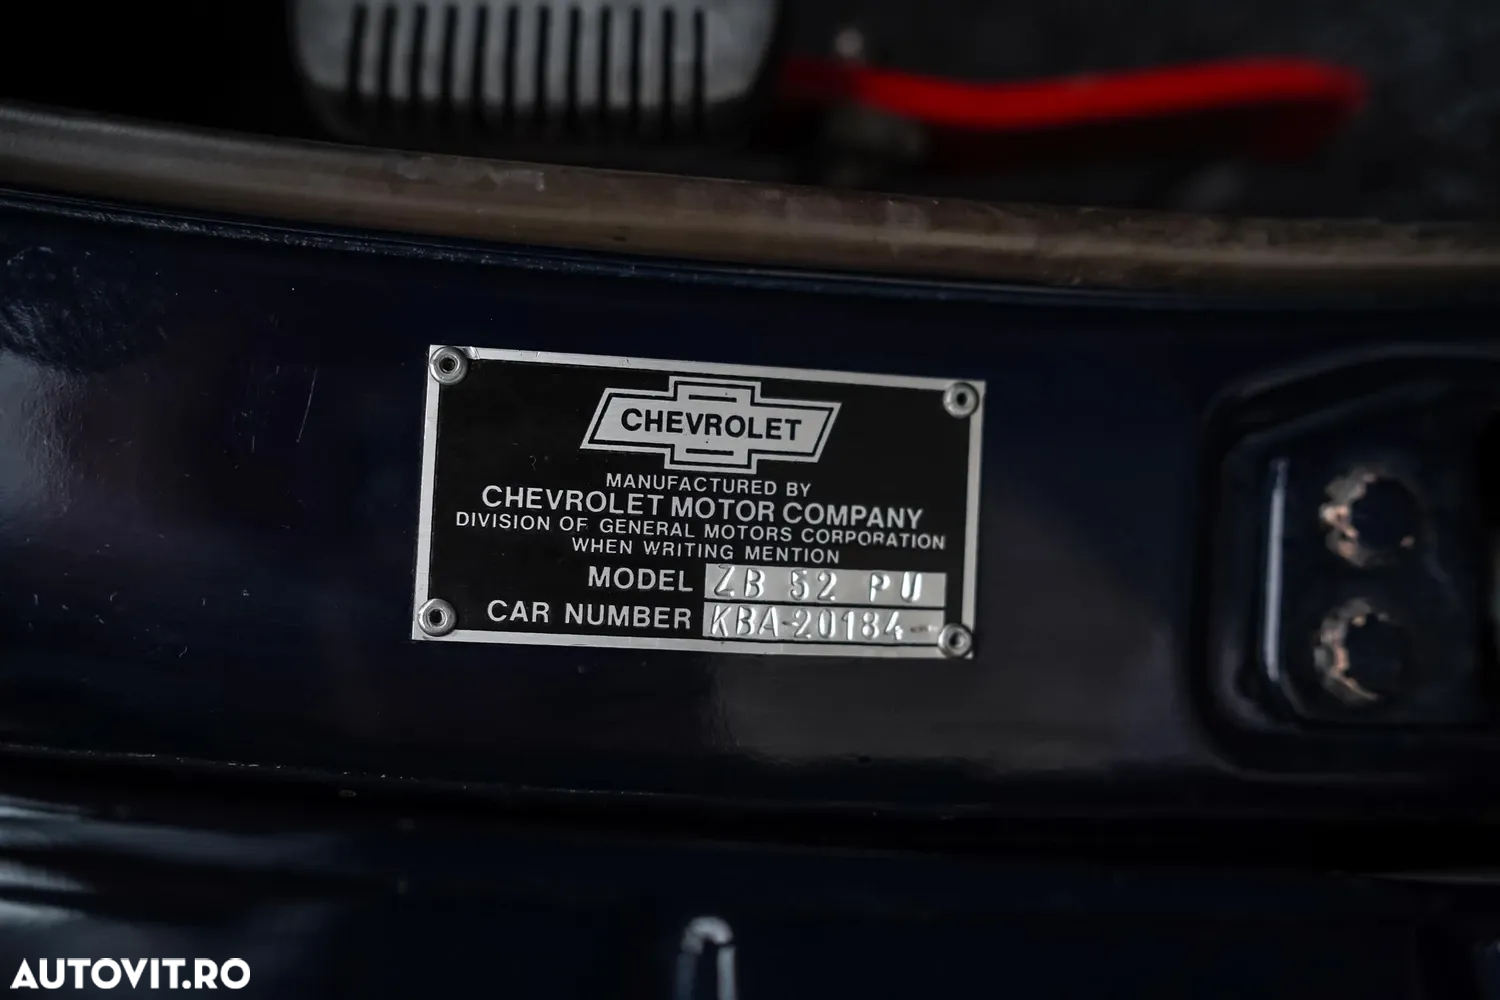 CHEVROLET
MANUFACTURED BY
CHEVROLET MOTOR COMPANY
DIVISION OF GENERAL MOTORS CORPORATION
WHEN WRITING MENTION
MODEL ZB 52 PU
CAR NUMBER KBA-20184-
AUTOVIT.RO